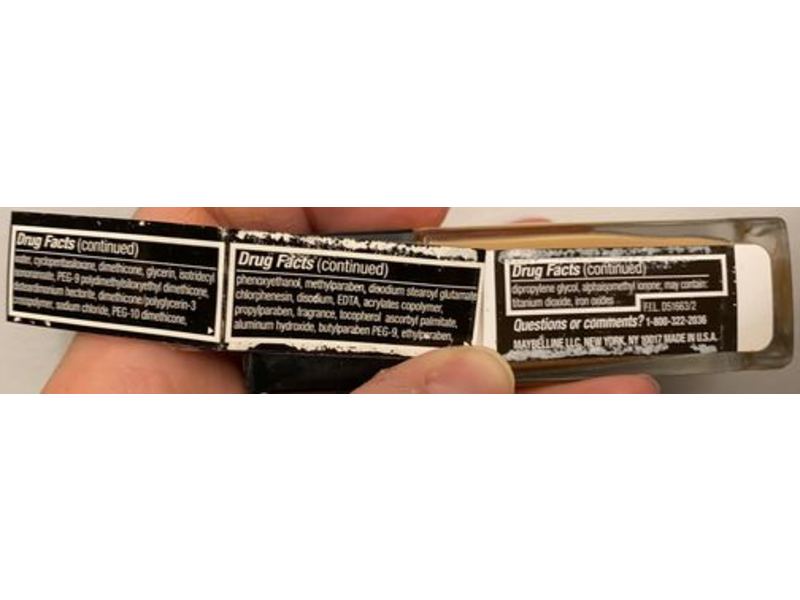 Drug Facts (continued)
water, cyclopentasiloxane, dimethicone, glycerin, isotridecyl
isononanoate, PEG-9 polydimethylsiloxyethyl dimethicone,
disteardimonium hectorite, dimethicone/polyglycerin-3
crosspolymer, sodium chloride, PEG-10 dimethicone,
Drug Facts (continued)
phenoxyethanol, methylparaben, disodium stearoyl glutamate
chlorphenesin, disodium, EDTA, acrylates copolymer,
propylparaben, fragrance, tocopherol ascorbyl palmitate,
aluminum hydroxide, butylparaben PEG-9, ethylparaben,
Drug Facts (continued)
dipropylene glycol, alphaisomethyl ionone; may contain:
titanium dioxide, iron oxides
F.I.L. D51663/2
Questions or comments? 1-800-322-2036
MAYBELLINE LLC, NEW YORK, NY 10017 MADE IN U.S.A.